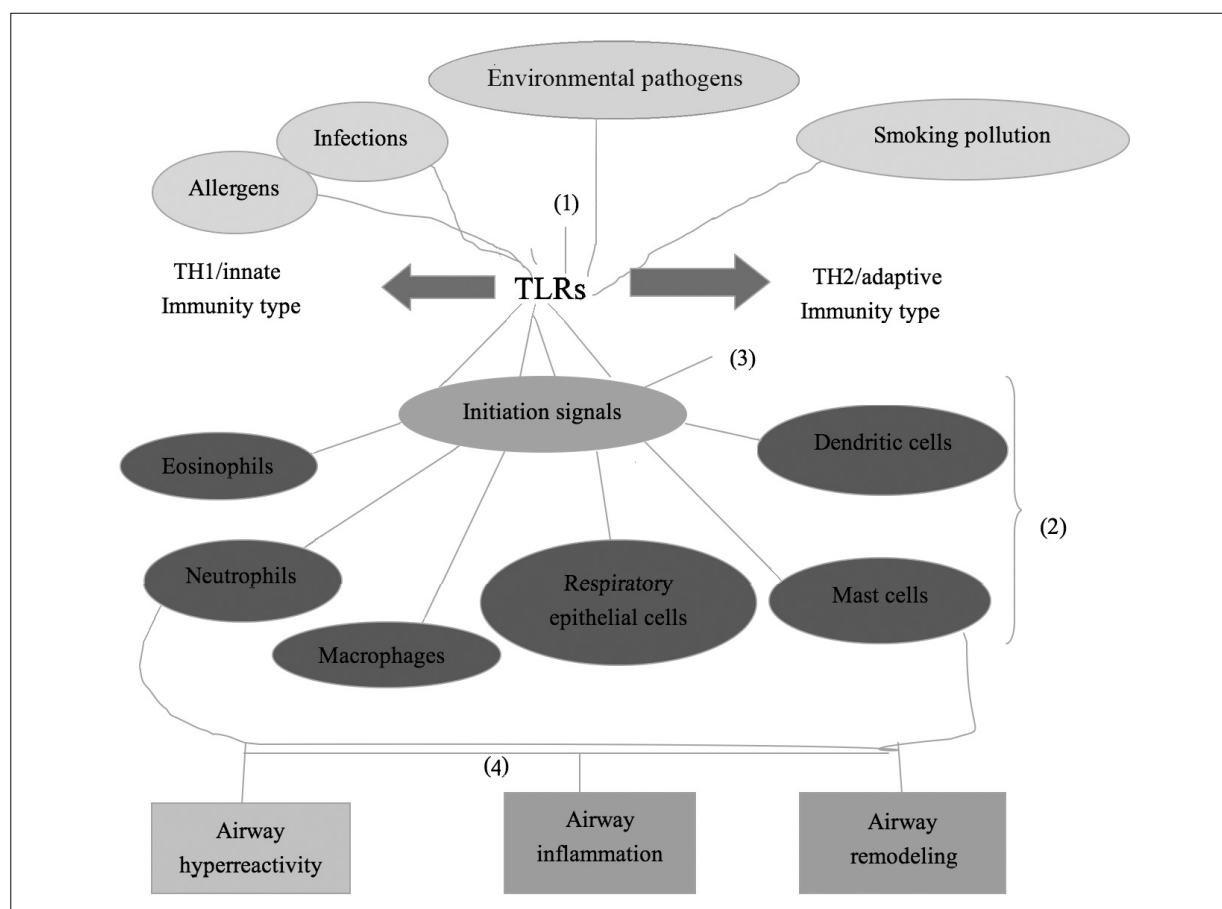 Environmental pathogens
Smoking pollution
Infections
Allergens
(1)
TH1/innate
Immunity type
TLRs
TH2/adaptive
Immunity type
(3)
Initiation signals
Dendritic cells
Eosinophils
(2)
Neutrophils
Respiratory
epithelial cells
Mast cells
Macrophages
(4)
Airway
hyperreactivity
Airway
inflammation
Airway
remodeling